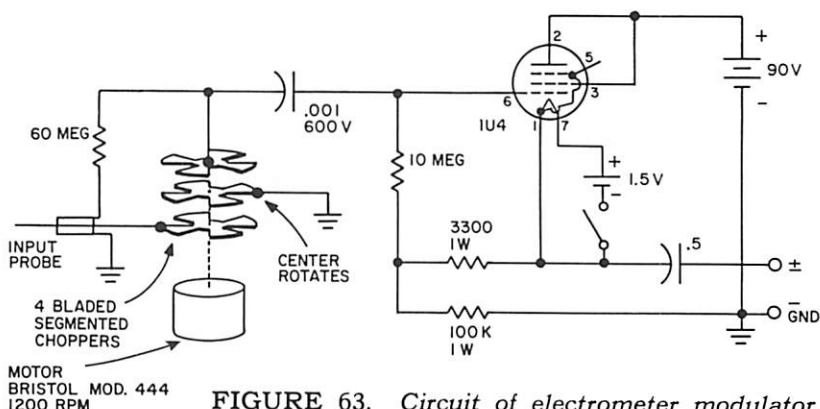 2
5
+
90V
-
60 MEG
.001
600 V
6
3
1U4
1
7
+
1.5V
-
10 MEG
3300
1W
.5
±
INPUT
PROBE
CENTER
ROTATES
4 BLADED
SEGMENTED
CHOPPERS
100K
1W
-
GND
MOTOR
BRISTOL MOD. 444
1200 RPM
FIGURE 63. Circuit of electrometer modulator